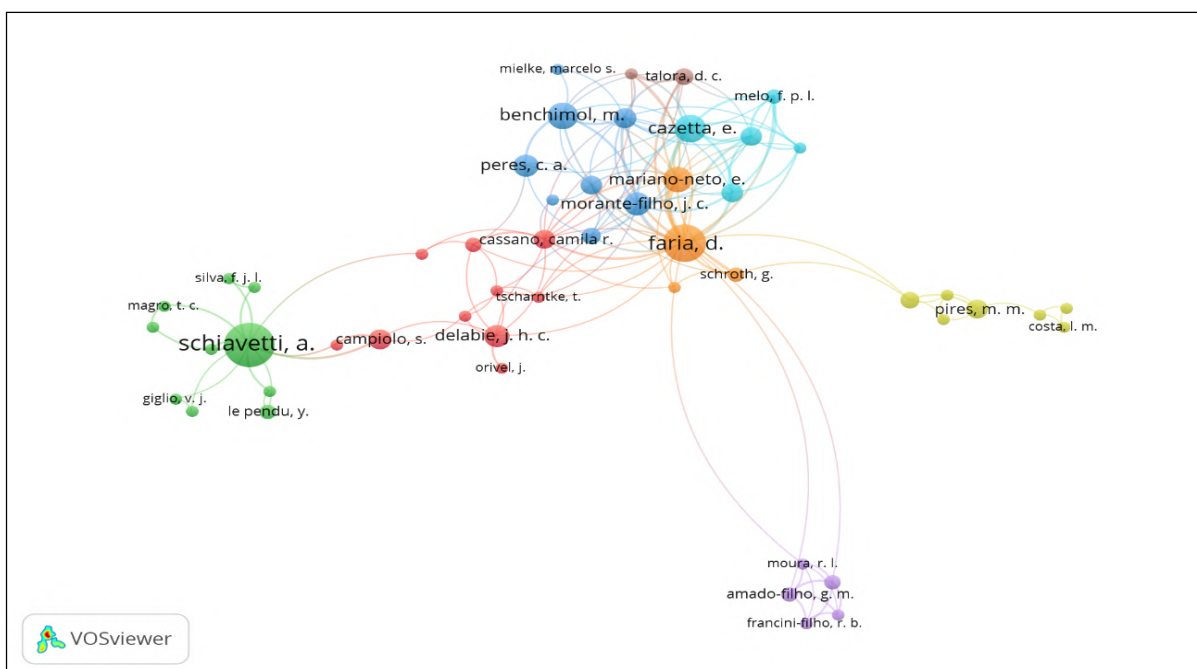 mielke, marcelo s.
talora, d. c.
melo, f. p. l.
benchimol, m.
cazetta, e.
peres, c. a.
mariano-neto, e.
morante-filho, j. c.
cassano, camila r.
faria, d.
schroth, g.
silva, f. j. l.
tscharntke, t.
magro, t. c.
pires, m. m.
costa, l. m.
schiavetti, a.
campiolo, s.
delabie, j. h. c.
orivel, j.
giglio, v. j.
le pendu, y.
moura, r. l.
amado-filho, g. m.
francini-filho, r. b.
VOSviewer